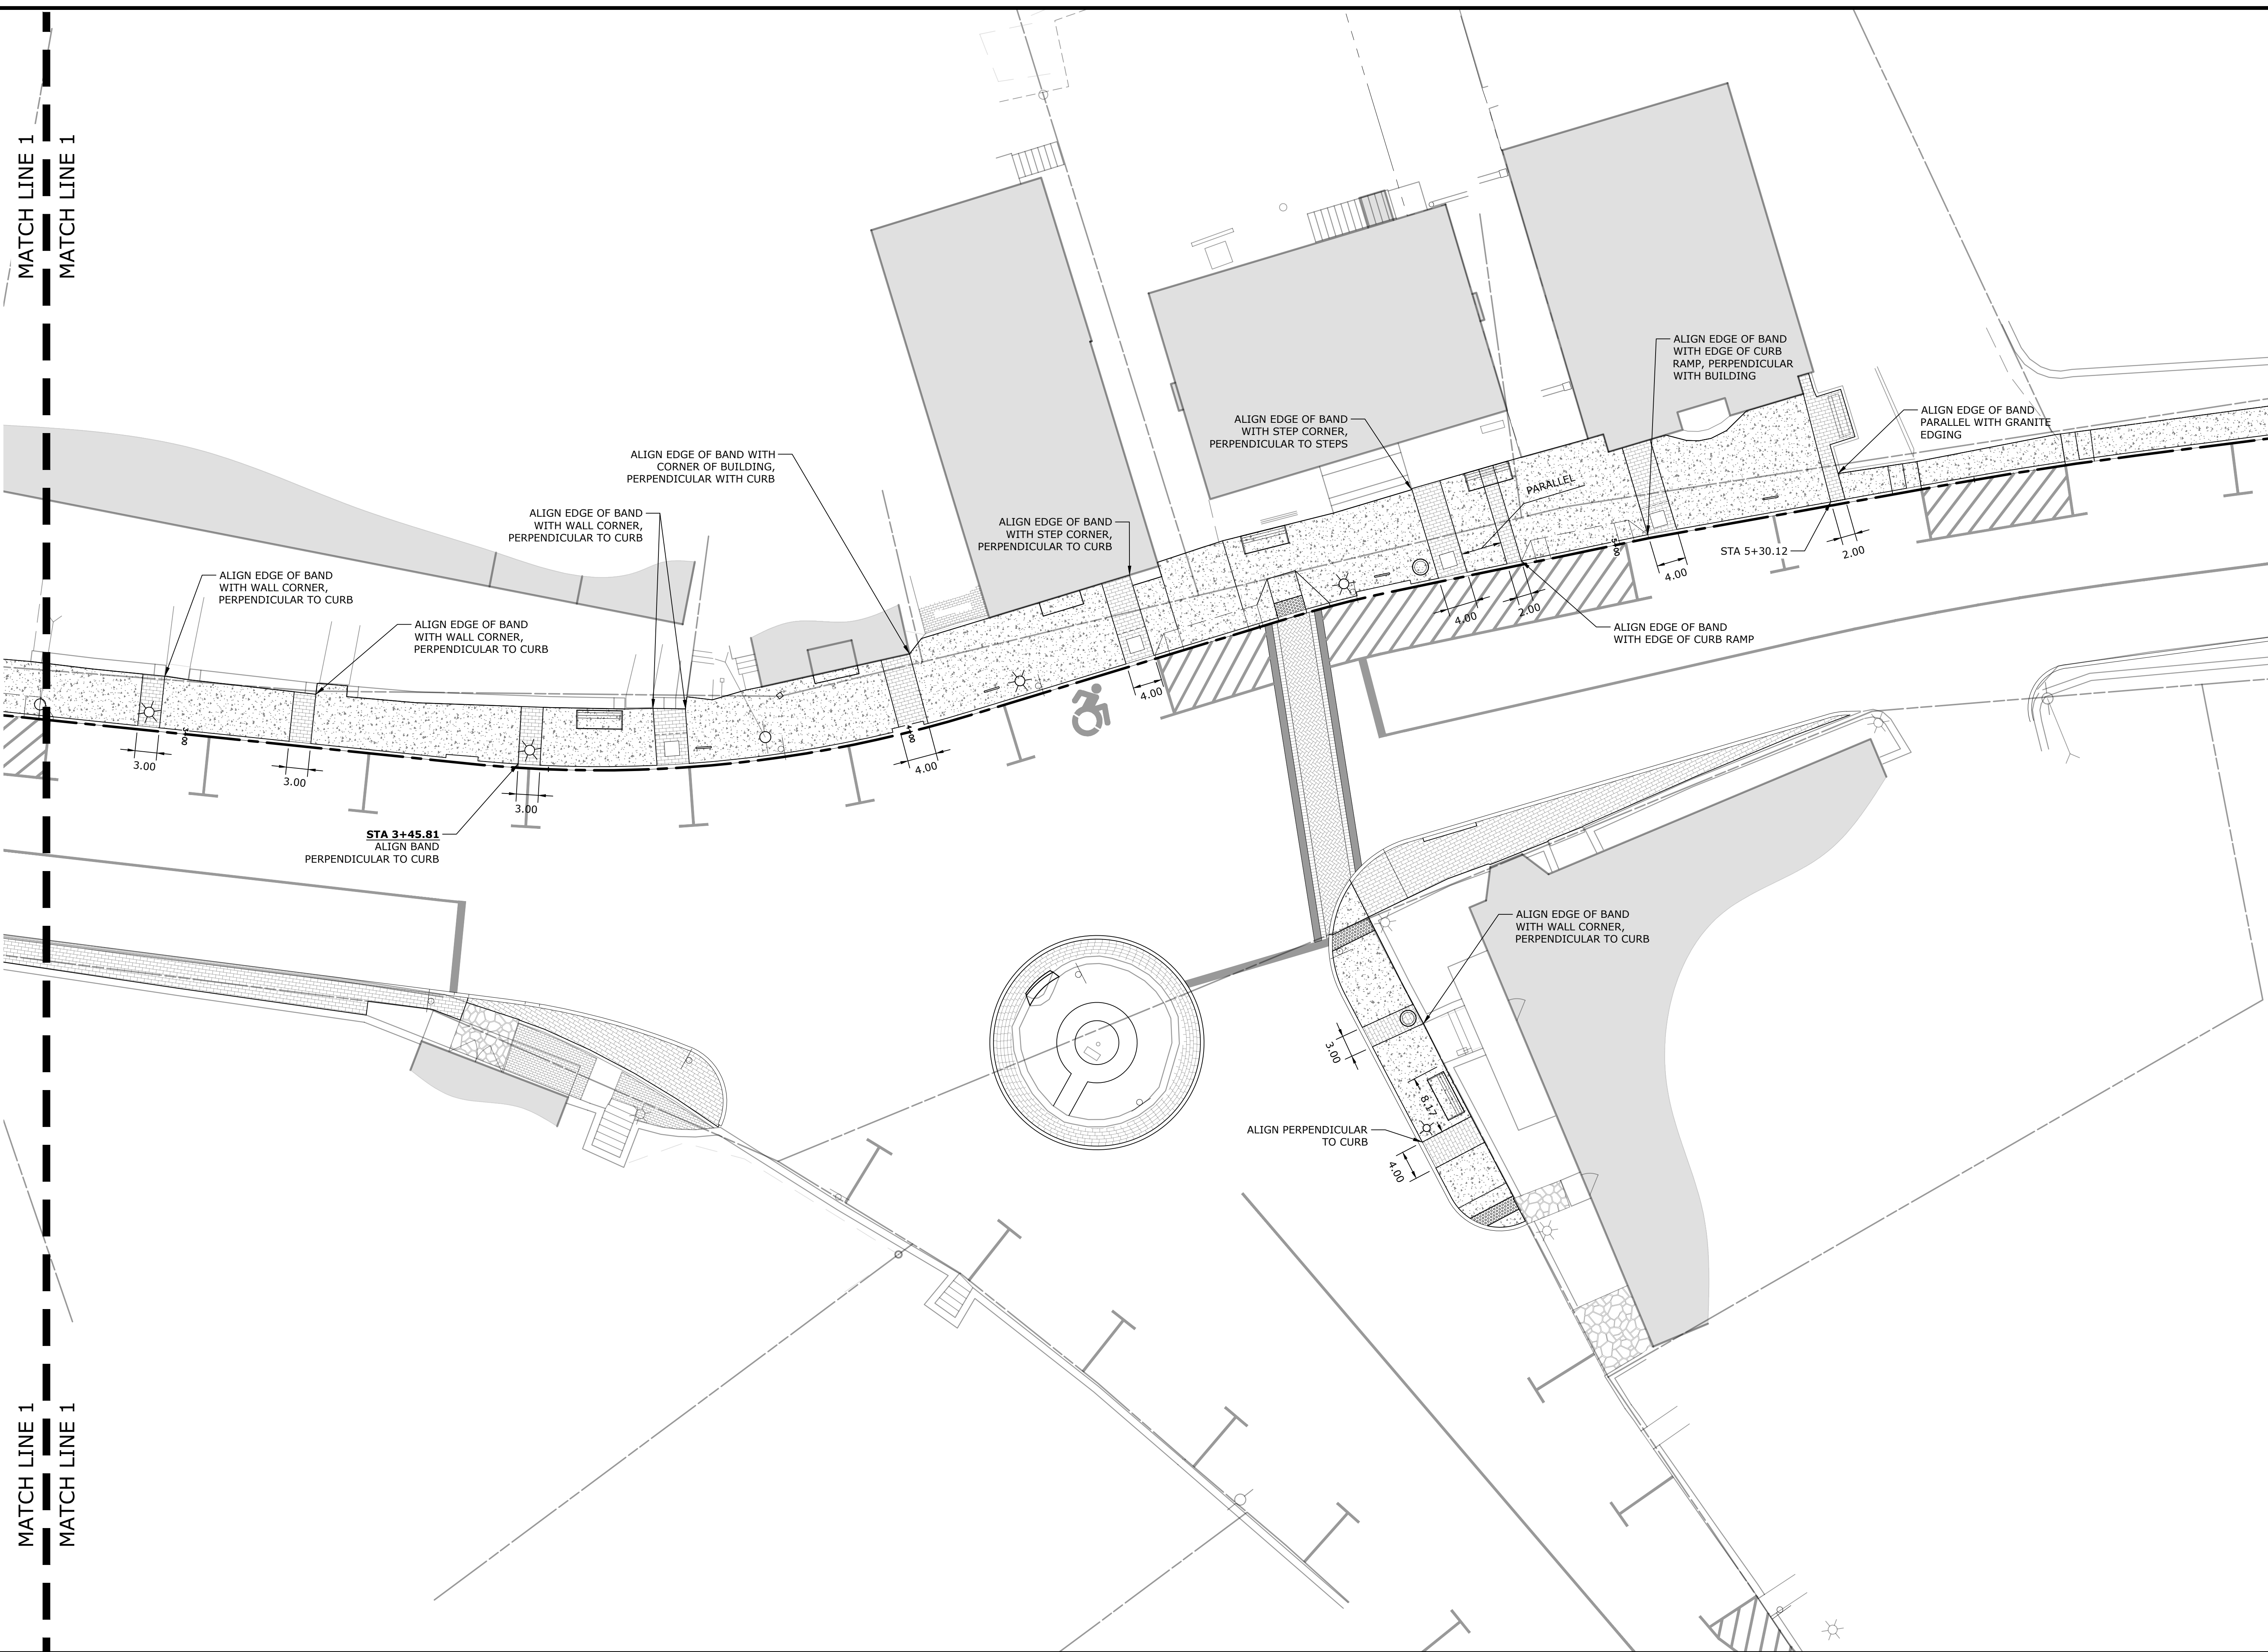 MATCH LINE 1
MATCH LINE 1
ALIGN EDGE OF BAND
WITH EDGE OF CURB
RAMP, PERPENDICULAR
WITH BUILDING
ALIGN EDGE OF BAND
PARALLEL WITH GRANITE
EDGING
ALIGN EDGE OF BAND
WITH STEP CORNER,
PERPENDICULAR TO STEPS
ALIGN EDGE OF BAND WITH
CORNER OF BUILDING,
PERPENDICULAR WITH CURB
PARALLEL
ALIGN EDGE OF BAND
WITH WALL CORNER,
PERPENDICULAR TO CURB
ALIGN EDGE OF BAND
WITH STEP CORNER,
PERPENDICULAR TO CURB
STA 5+30.12
2.00
4.00
ALIGN EDGE OF BAND
WITH WALL CORNER,
PERPENDICULAR TO CURB
ALIGN EDGE OF BAND
WITH WALL CORNER,
PERPENDICULAR TO CURB
4.00
2.00
ALIGN EDGE OF BAND
WITH EDGE OF CURB RAMP
4.00
3.00
3.00
3.00
4.00
STA 3+45.81
ALIGN BAND
PERPENDICULAR TO CURB
ALIGN EDGE OF BAND
WITH WALL CORNER,
PERPENDICULAR TO CURB
3.00
8.17
ALIGN PERPENDICULAR
TO CURB
4.00
MATCH LINE 1
MATCH LINE 1